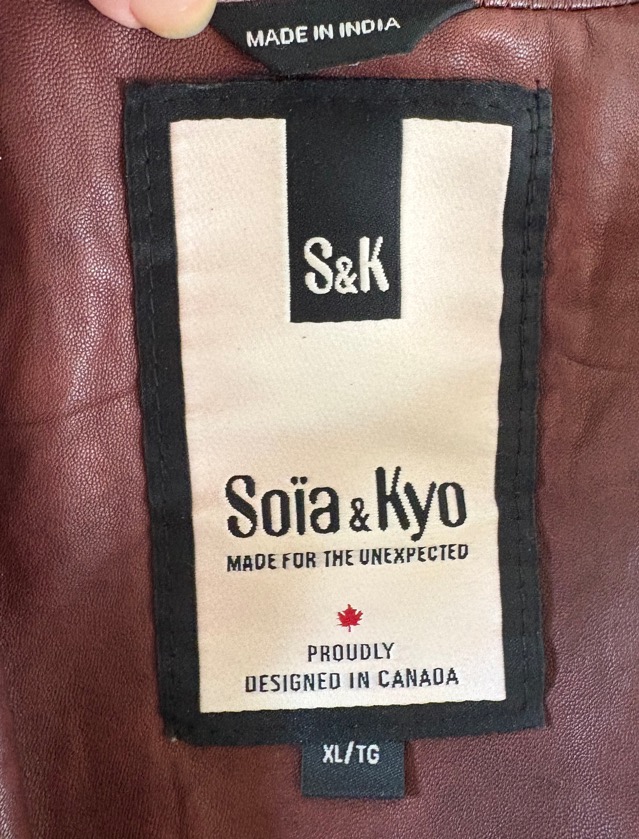 MADE IN INDIA
S&K
Soïa & Kyo
MADE FOR THE UNEXPECTED
PROUDLY
DESIGNED IN CANADA
XL/TG